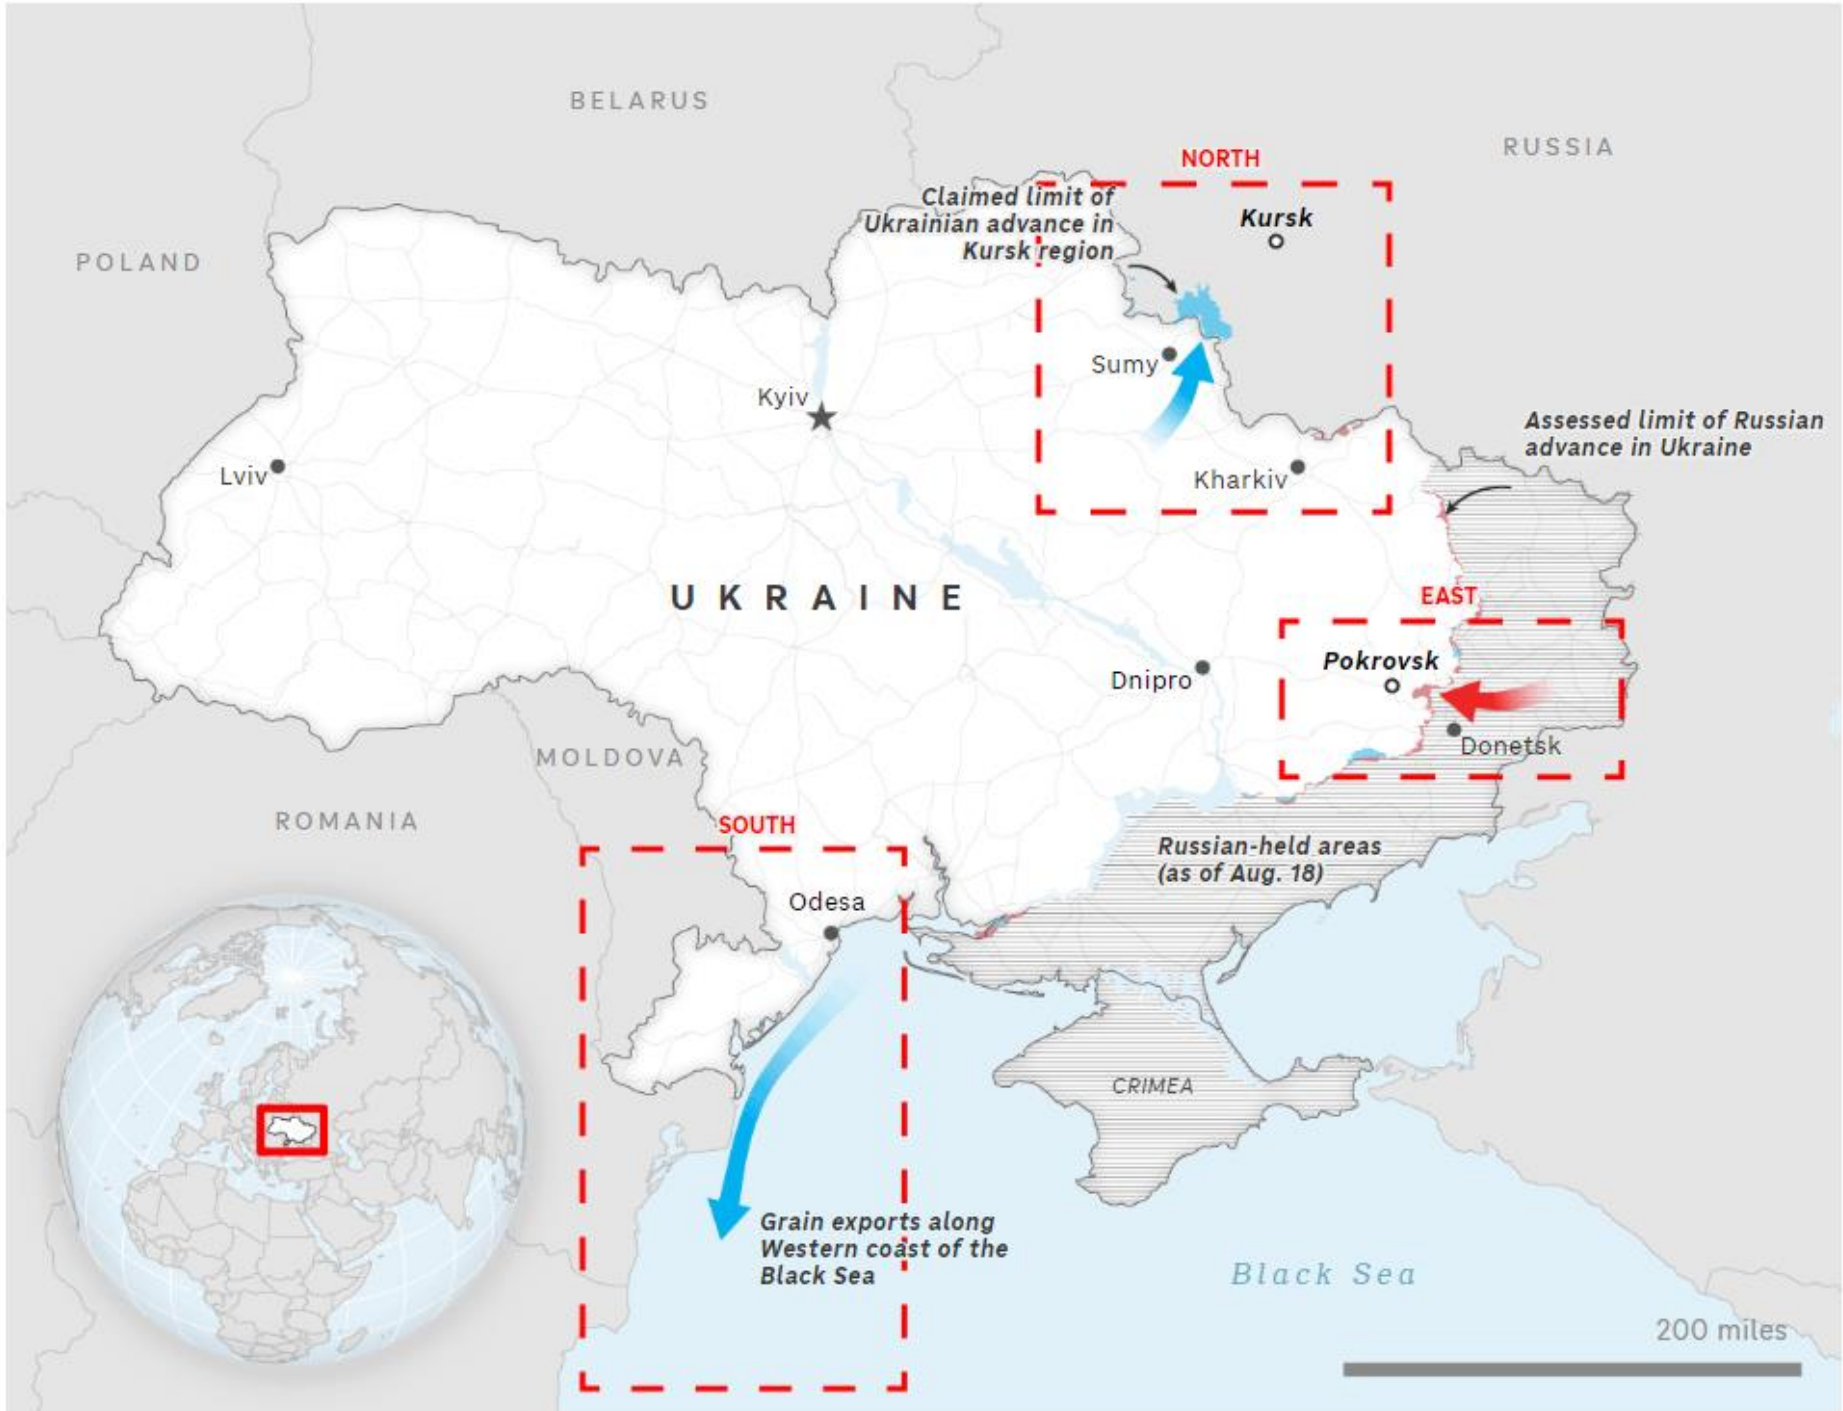 BELARUS
RUSSIA
NORTH
Claimed limit of
Ukrainian advance in
Kursk region
Kursk
POLAND
Sumy
Kyiv
Assessed limit of Russian
advance in Ukraine
Lviv
Kharkiv
UKRAINE
EAST
Pokrovsk
Dnipro
Donetsk
MOLDOVA
ROMANIA
SOUTH
Russian-held areas
(as of Aug. 18)
Odesa
CRIMEA
Grain exports along
Western coast of the
Black Sea
Black Sea
200 miles